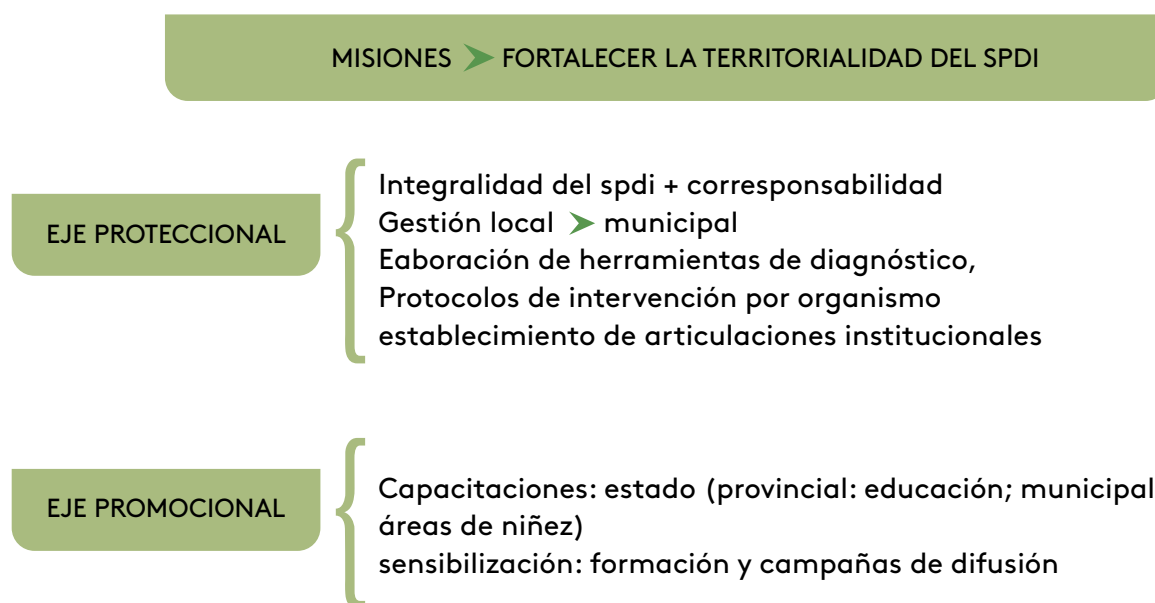 MISIONES ➤ FORTALECER LA TERRITORIALIDAD DEL SPDI
EJE PROTECCIONAL
Integralidad del spdi + corresponsabilidad
Gestión local ➤ municipal
Eaboración de herramientas de diagnóstico,
Protocolos de intervención por organismo
establecimiento de articulaciones institucionales
EJE PROMOCIONAL
Capacitaciones: estado (provincial: educación; municipal
áreas de niñez)
sensibilización: formación y campañas de difusión